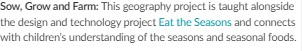 Sow, Grow and Farm: This geography project is taught alongside
the design and technology project Eat the Seasons and connects
with children's understanding of the seasons and seasonal foods.